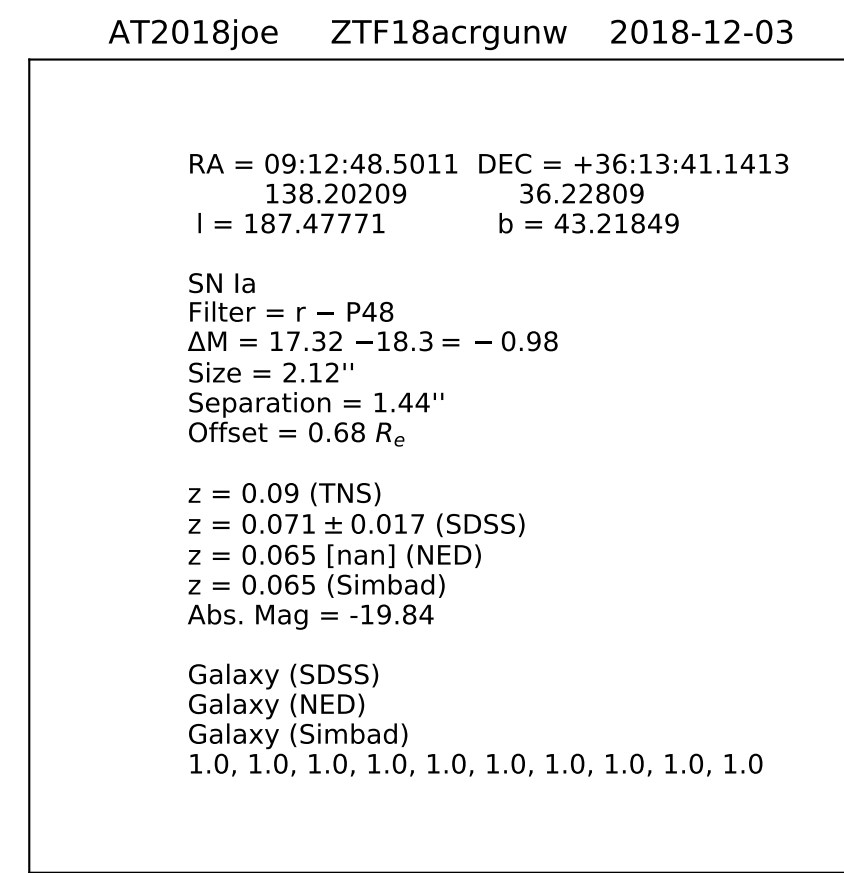 AT2018joe ZTF18acrgunw 2018-12-03
RA = 09:12:48.5011 DEC = +36:13:41.1413
138.20209 36.22809
l = 187.47771 b = 43.21849
SN Ia
Filter = r − P48
ΔM = 17.32 −18.3 = − 0.98
Size = 2.12''
Separation = 1.44''
Offset = 0.68 Rₑ
z = 0.09 (TNS)
z = 0.071 ± 0.017 (SDSS)
z = 0.065 [nan] (NED)
z = 0.065 (Simbad)
Abs. Mag = -19.84
Galaxy (SDSS)
Galaxy (NED)
Galaxy (Simbad)
1.0, 1.0, 1.0, 1.0, 1.0, 1.0, 1.0, 1.0, 1.0, 1.0